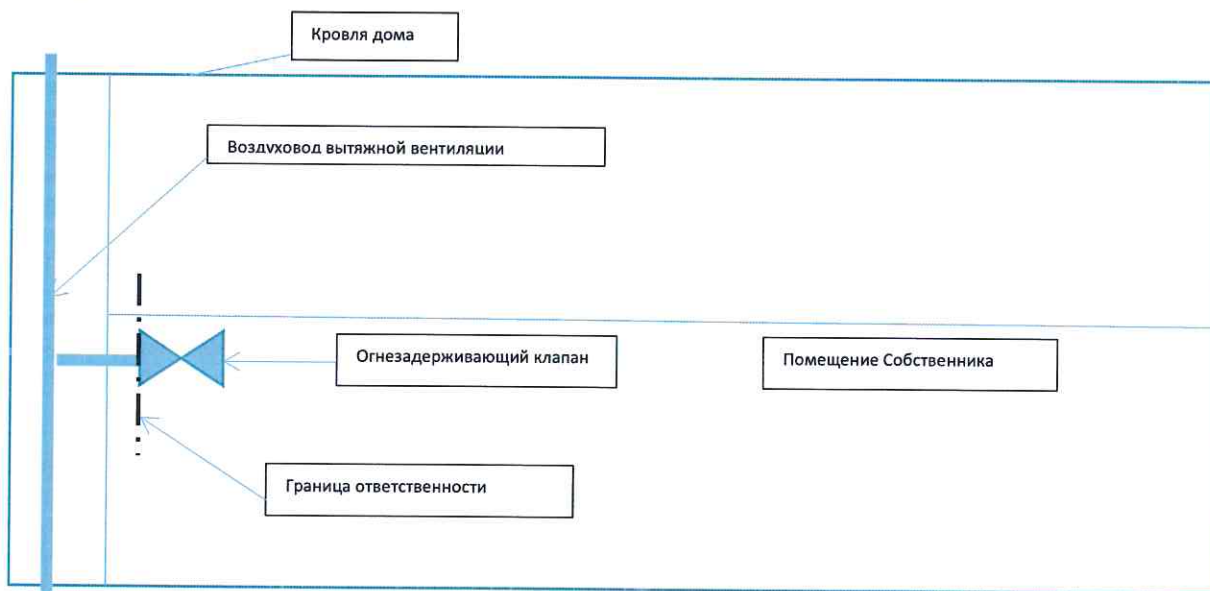 Кровля дома
Воздуховод вытяжной вентиляции
Огнезадерживающий клапан
Помещение Собственника
Граница ответственности